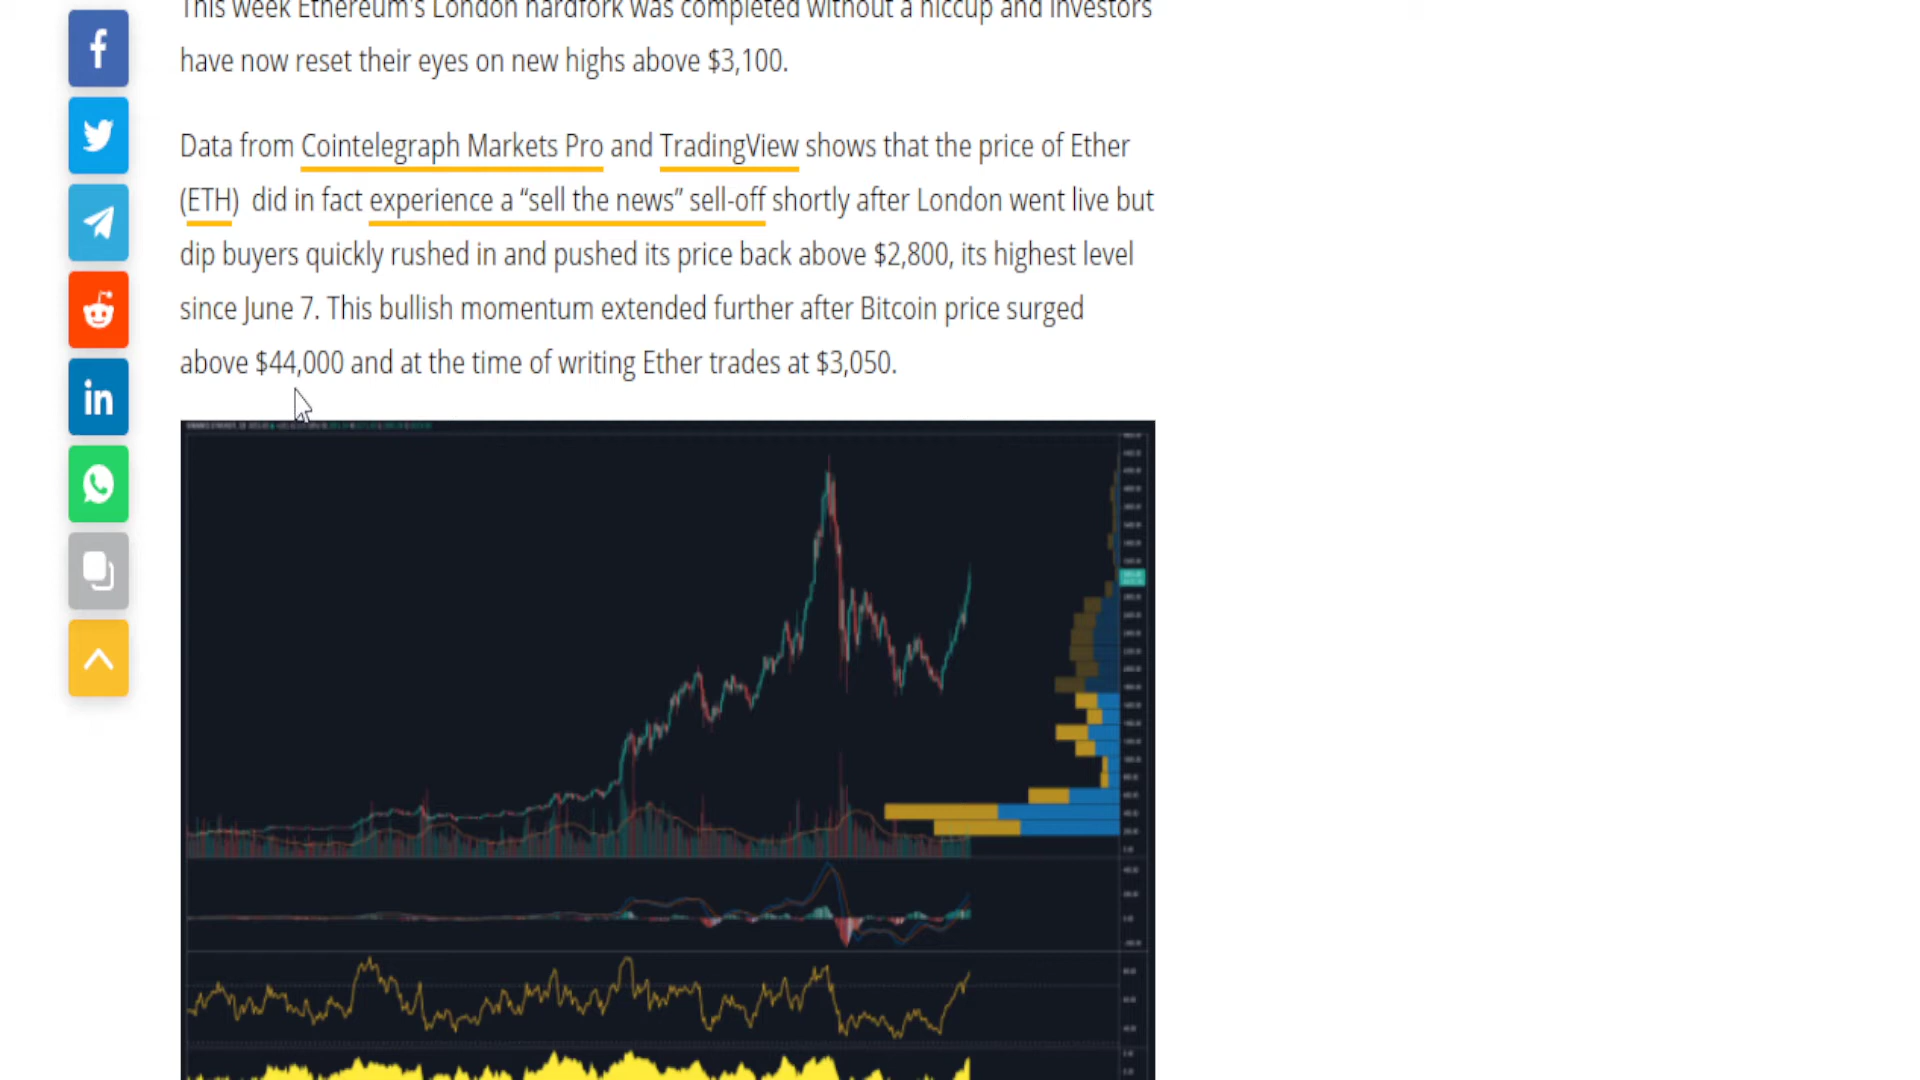 This week Ethereum's London hardfork was completed without a hiccup and investors
have now reset their eyes on new highs above $3,100.
Data from Cointelegraph Markets Pro and TradingView shows that the price of Ether
(ETH)  did in fact experience a “sell the news” sell-off shortly after London went live but
dip buyers quickly rushed in and pushed its price back above $2,800, its highest level
since June 7. This bullish momentum extended further after Bitcoin price surged
above $44,000 and at the time of writing Ether trades at $3,050.